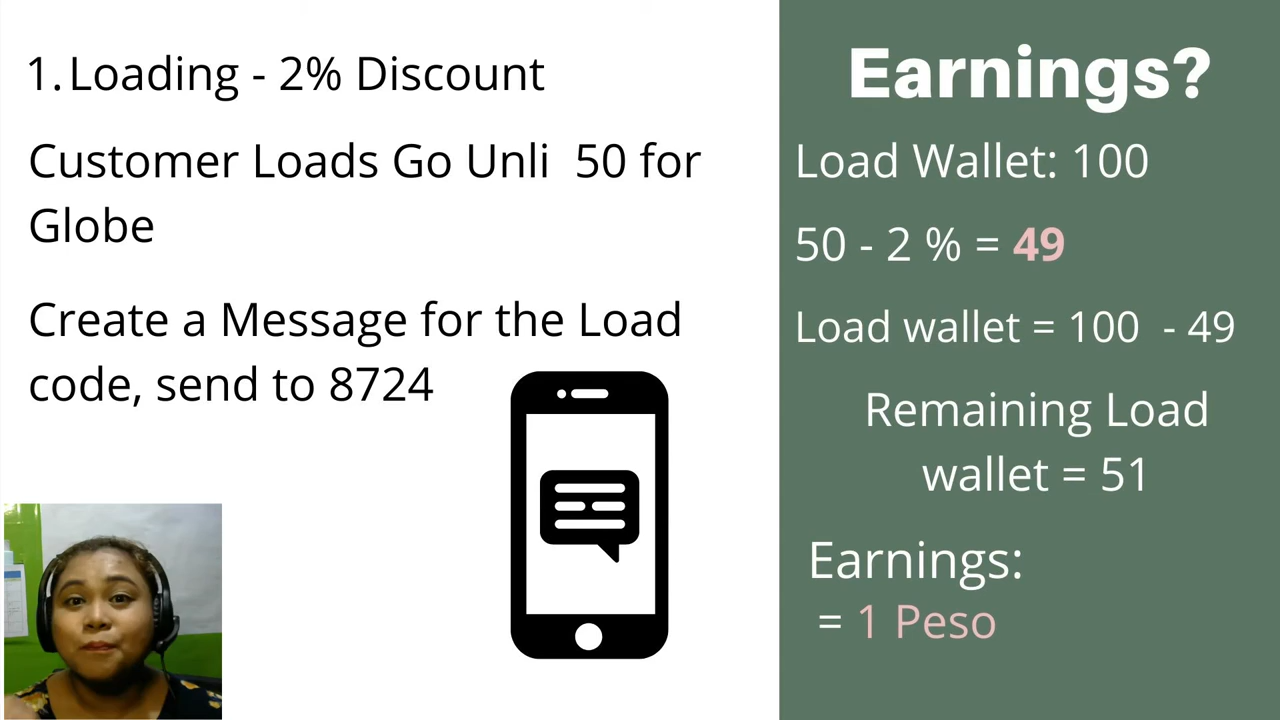 1. Loading - 2% Discount
Customer Loads Go Unli 50 for
Globe
Create a Message for the Load
code, send to 8724
Earnings?
Load Wallet: 100
50 - 2 % = 49
Load wallet = 100 - 49
Remaining Load
wallet = 51
Earnings:
= 1 Peso